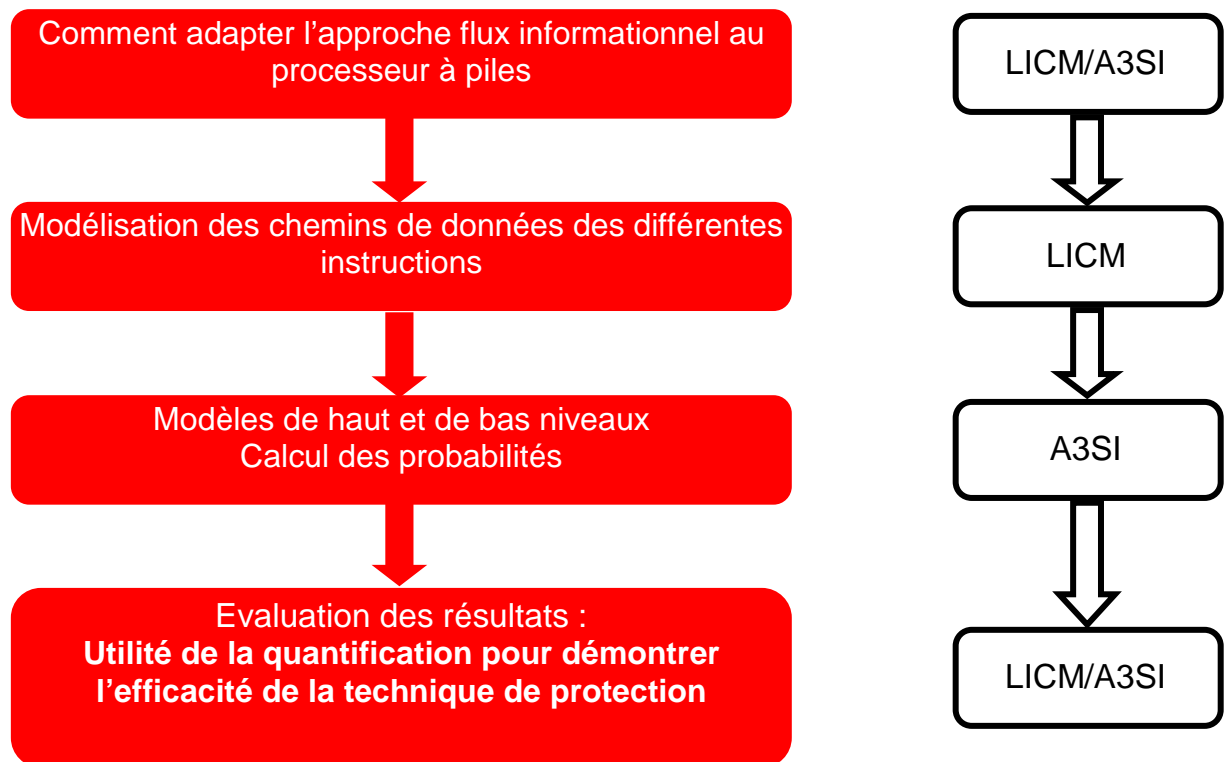 Comment adapter l’approche flux informationnel au
processeur à piles
LICM/A3SI
Modélisation des chemins de données des différentes
instructions
LICM
Modèles de haut et de bas niveaux
Calcul des probabilités
A3SI
Evaluation des résultats :
Utilité de la quantification pour démontrer
l’efficacité de la technique de protection
LICM/A3SI